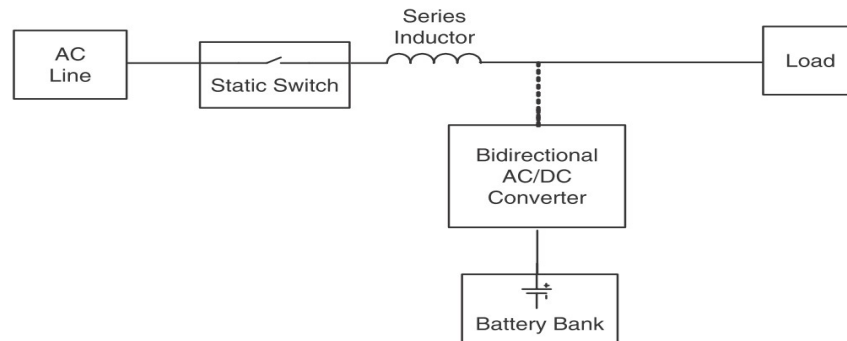 Series
Inductor
AC
Line
Static Switch
Load
Bidirectional
AC/DC
Converter
+
-
Battery Bank